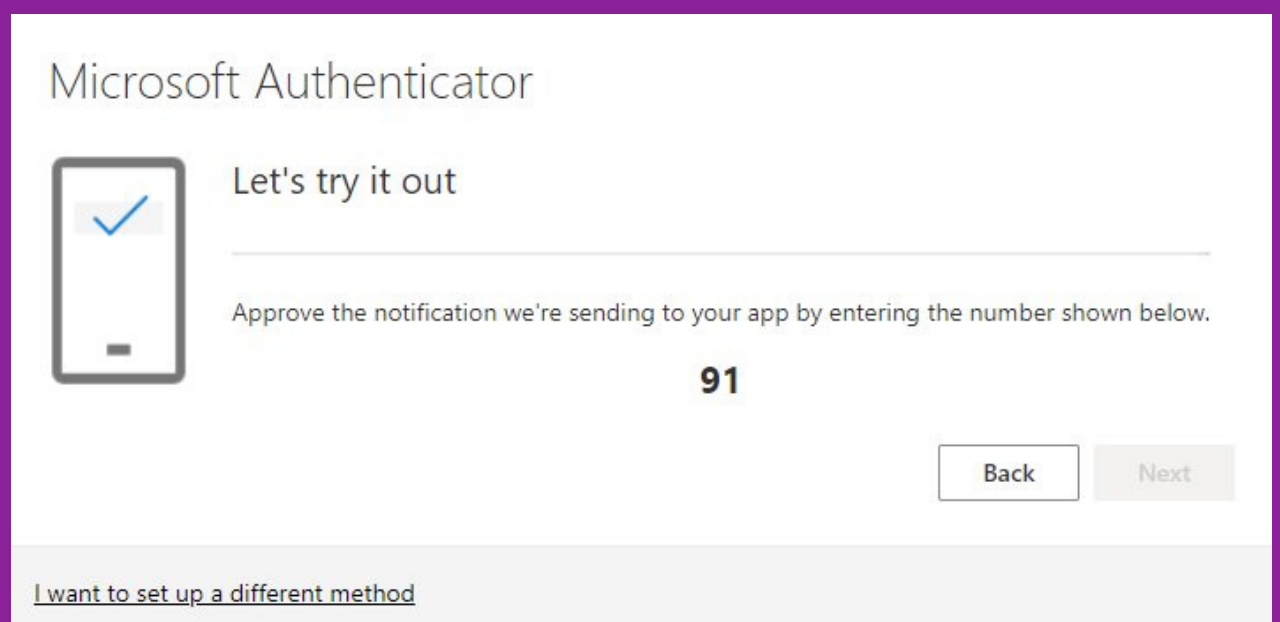 Microsoft Authenticator
Let's try it out
Approve the notification we're sending to your app by entering the number shown below.
91
Back
Next
I want to set up a different method